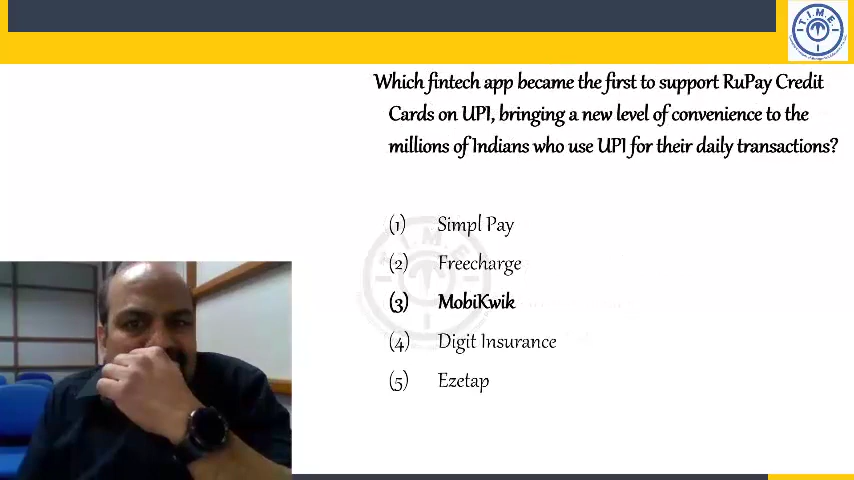 T.I.M.E.
Which fintech app became the first to support RuPay Credit
Cards on UPI, bringing a new level of convenience to the
millions of Indians who use UPI for their daily transactions?
(1) Simpl Pay
(2) Freecharge
(3) MobiKwik
(4) Digit Insurance
(5) Ezetap